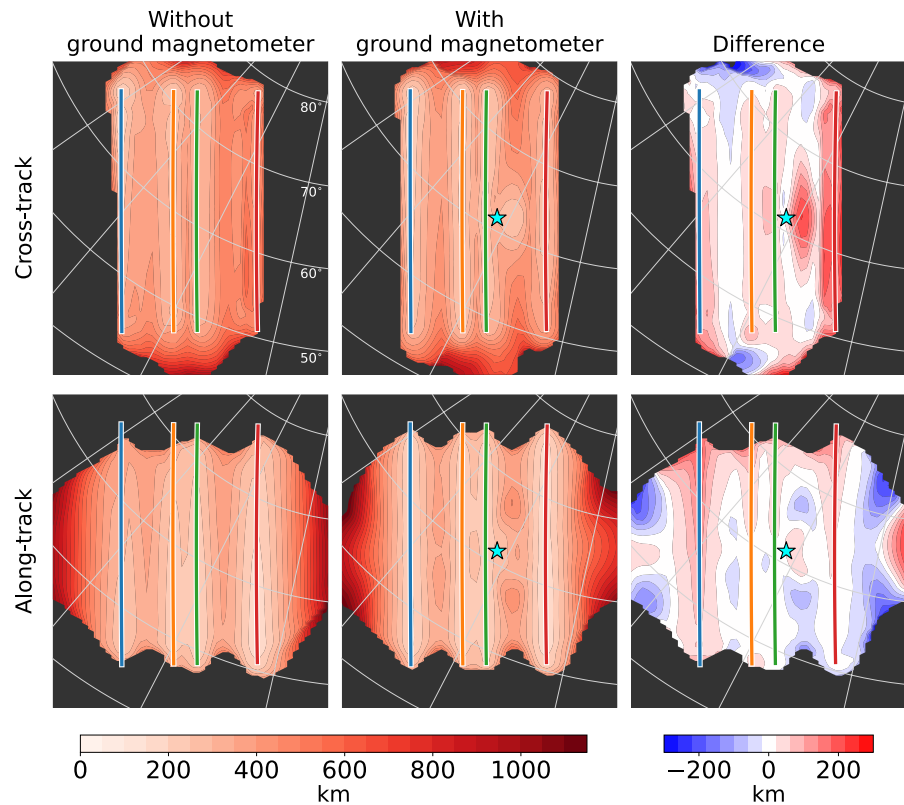 Without
ground magnetometer
With
ground magnetometer
Difference
Cross-track
80°
70°
60°
50°
Along-track
0 200 400 600 800 1000
km
−200 0 200
km